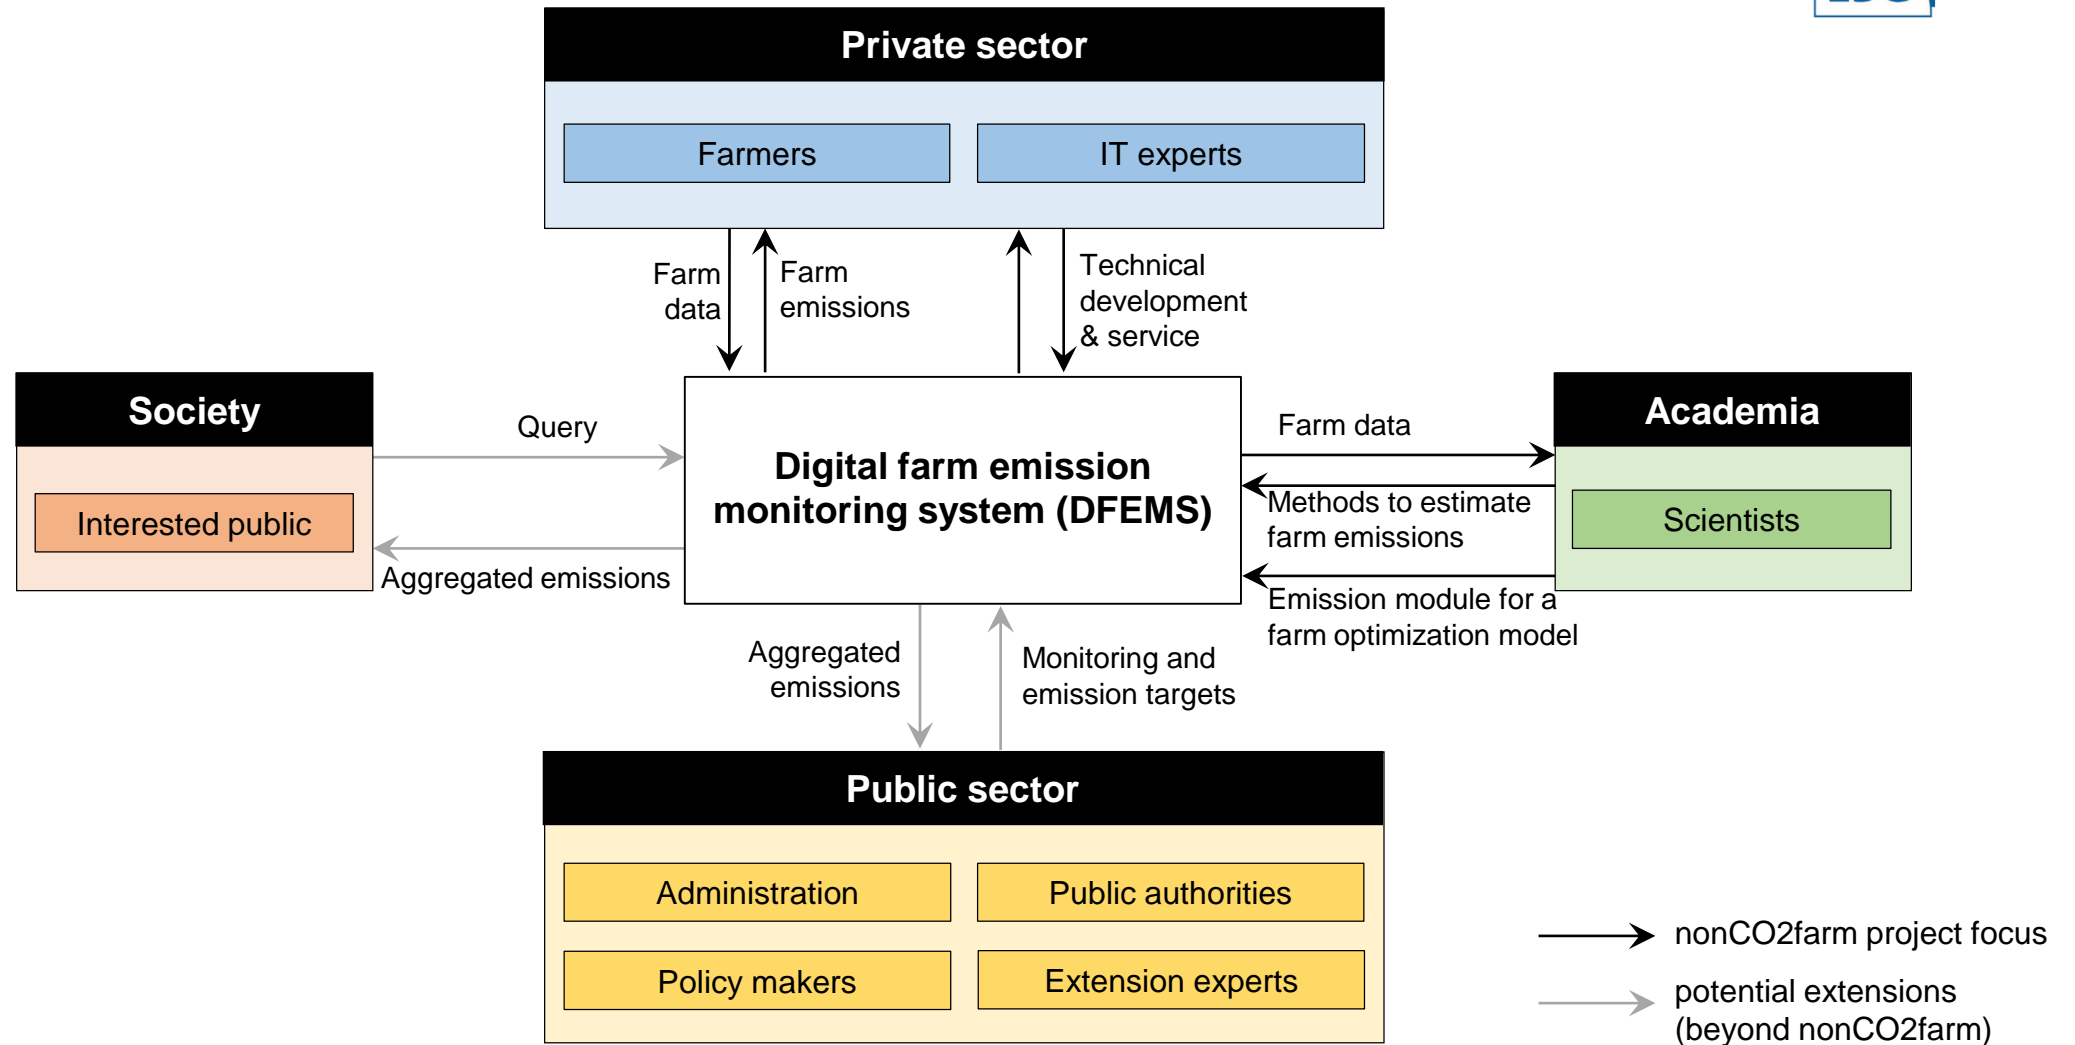 Private sector
Farmers
IT experts
Farm
data
Farm
emissions
Technical
development
& service
Society
Interested public
Query
Aggregated emissions
Digital farm emission
monitoring system (DFEMS)
Farm data
Methods to estimate
farm emissions
Emission module for a
farm optimization model
Academia
Scientists
Aggregated
emissions
Monitoring and
emission targets
Public sector
Administration
Public authorities
Policy makers
Extension experts
nonCO2farm project focus
potential extensions
(beyond nonCO2farm)